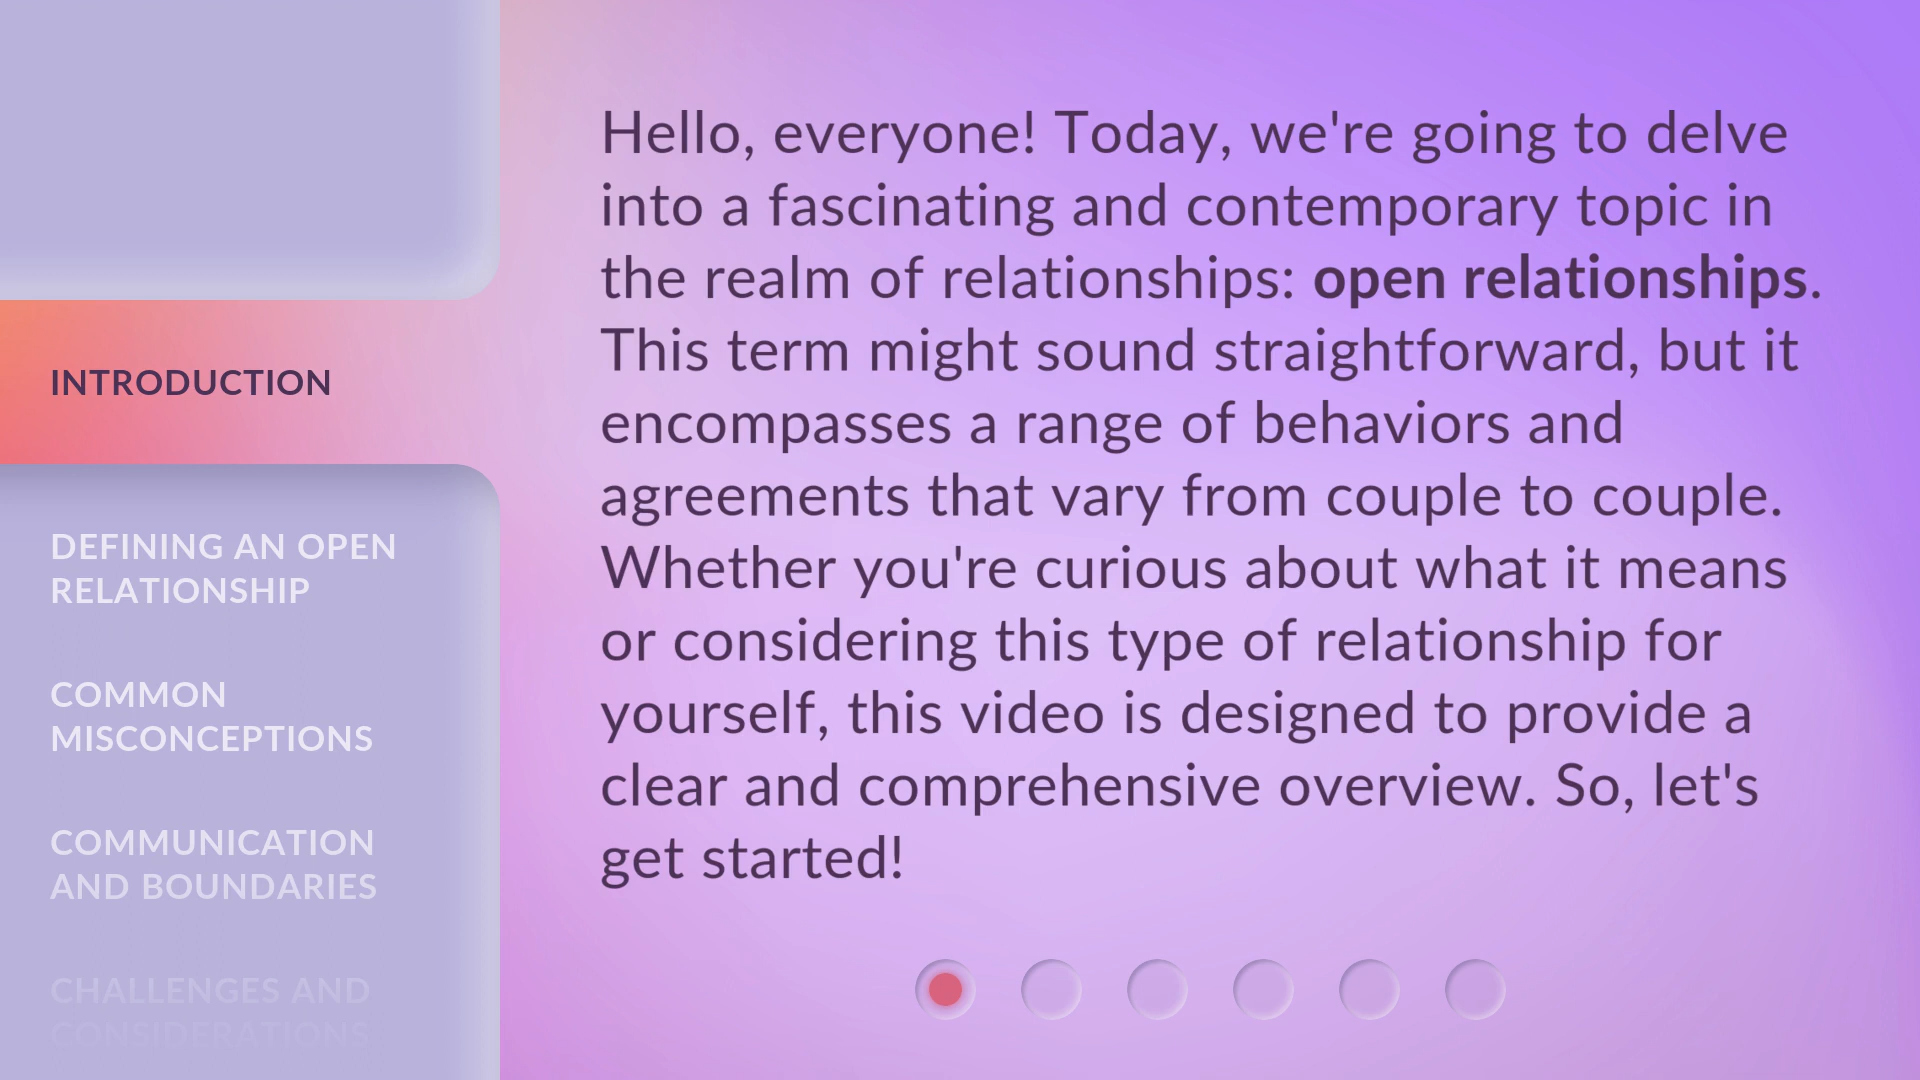 INTRODUCTION
DEFINING AN OPEN
RELATIONSHIP
COMMON
MISCONCEPTIONS
COMMUNICATION
AND BOUNDARIES
CHALLENGES AND
CONSIDERATIONS
Hello, everyone! Today, we're going to delve
into a fascinating and contemporary topic in
the realm of relationships: open relationships.
This term might sound straightforward, but it
encompasses a range of behaviors and
agreements that vary from couple to couple.
Whether you're curious about what it means
or considering this type of relationship for
yourself, this video is designed to provide a
clear and comprehensive overview. So, let's
get started!